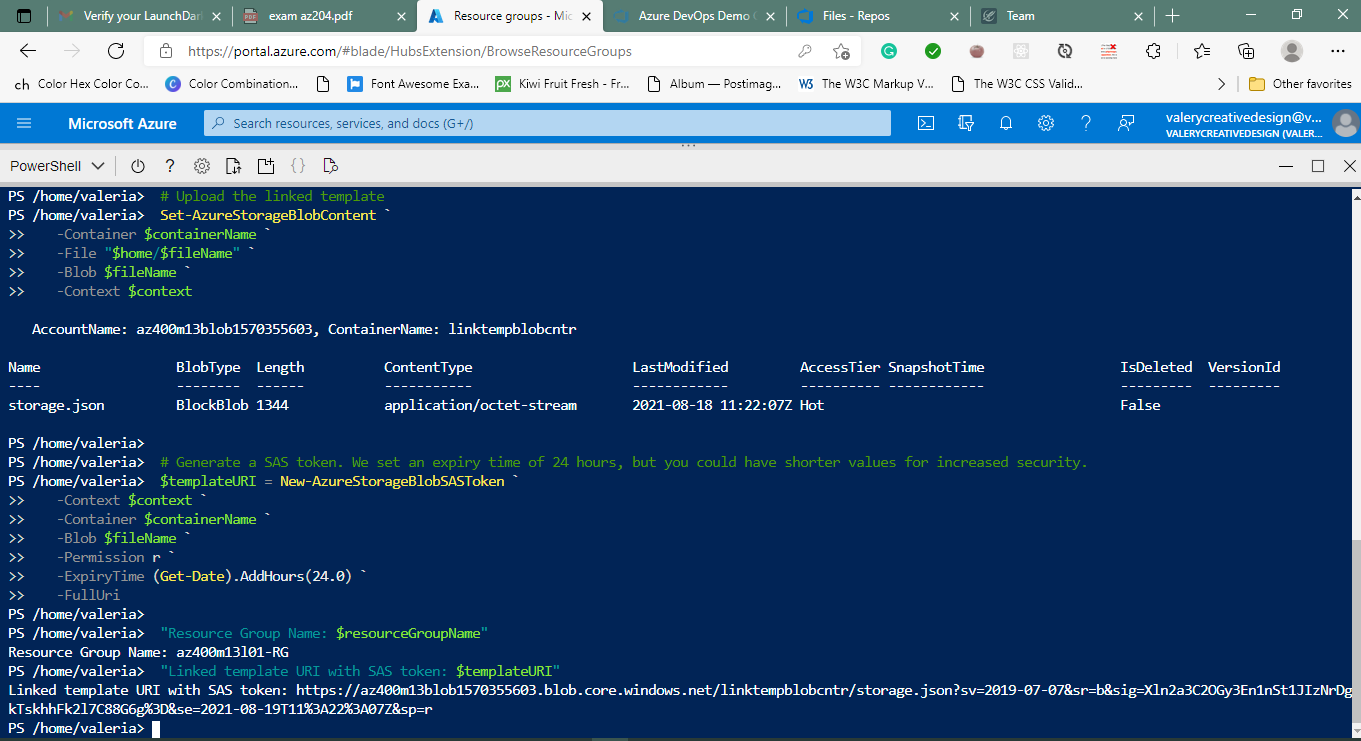 Verify your LaunchDar
exam az204.pdf
Resource groups - Mic
Azure DevOps Demo G
Files - Repos
Team
https://portal.azure.com/#blade/HubsExtension/BrowseResourceGroups
ch Color Hex Color Co...
C Color Combination...
Font Awesome Exa...
px Kiwi Fruit Fresh - Fr...
Album — Postimag...
W3 The W3C Markup V...
The W3C CSS Valid...
Other favorites
Microsoft Azure
Search resources, services, and docs (G+/)
valerycreativedesign@v...
VALERYCREATIVEDESIGN (VALER...
PowerShell
PS /home/valeria> # Upload the linked template
PS /home/valeria> Set-AzureStorageBlobContent `
>> -Container $containerName `
>> -File "$home/$fileName" `
>> -Blob $fileName `
>> -Context $context
AccountName: az400m13blob1570355603, ContainerName: linktempblobcntr
Name BlobType Length ContentType LastModified AccessTier SnapshotTime IsDeleted VersionId
---- -------- ------ ----------- ------------ ---------- ------------ --------- ---------
storage.json BlockBlob 1344 application/octet-stream 2021-08-18 11:22:07Z Hot False
PS /home/valeria>
PS /home/valeria> # Generate a SAS token. We set an expiry time of 24 hours, but you could have shorter values for increased security.
PS /home/valeria> $templateURI = New-AzureStorageBlobSASToken `
>> -Context $context `
>> -Container $containerName `
>> -Blob $fileName `
>> -Permission r `
>> -ExpiryTime (Get-Date).AddHours(24.0) `
>> -FullUri
PS /home/valeria>
PS /home/valeria> "Resource Group Name: $resourceGroupName"
Resource Group Name: az400m13l01-RG
PS /home/valeria> "Linked template URI with SAS token: $templateURI"
Linked template URI with SAS token: https://az400m13blob1570355603.blob.core.windows.net/linktempblobcntr/storage.json?sv=2019-07-07&sr=b&sig=Xln2a3C2OGy3En1nSt1JIzNrDg
kTskhhFk2l7C88G6g%3D&se=2021-08-19T11%3A22%3A07Z&sp=r
PS /home/valeria>